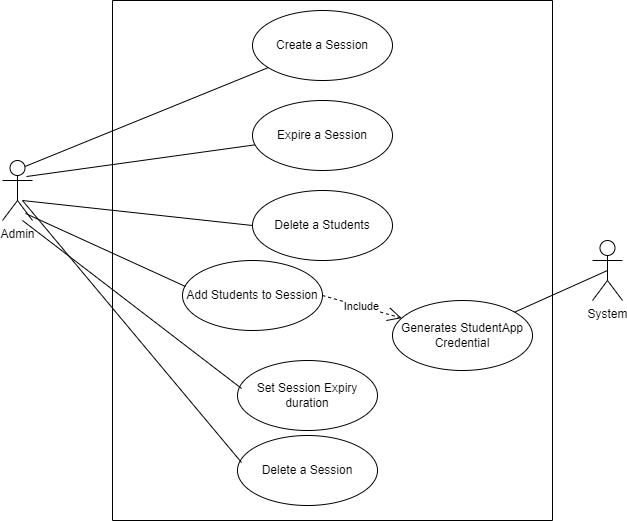 Create a Session
Expire a Session
Delete a Students
Admin
Add Students to Session
Include
Generates StudentApp
Credential
System
Set Session Expiry
duration
Delete a Session